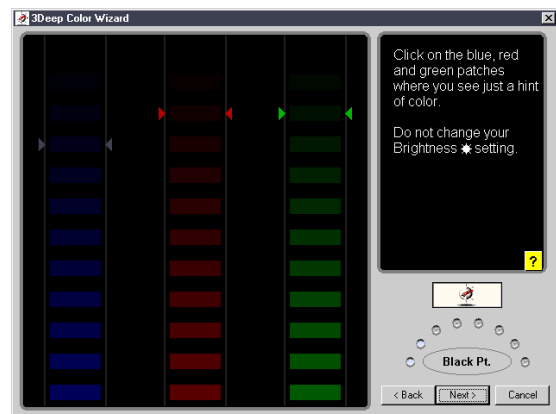 3Deep Color Wizard
Click on the blue, red
and green patches
where you see just a hint
of color.
Do not change your
Brightness setting.
?
Black Pt.
< Back
Next >
Cancel